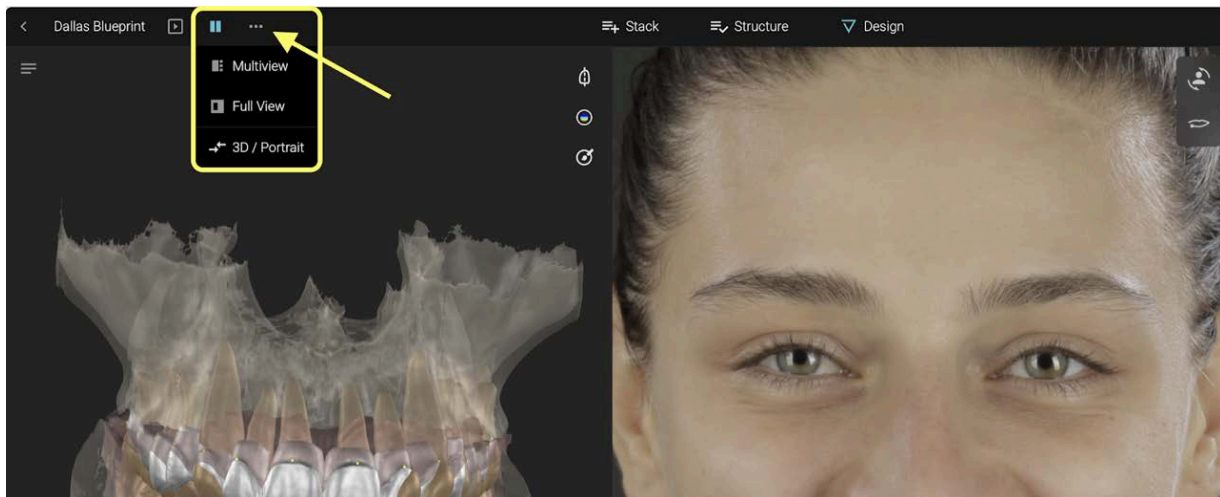 Dallas Blueprint
Stack
Structure
Design
Multiview
Full View
3D / Portrait